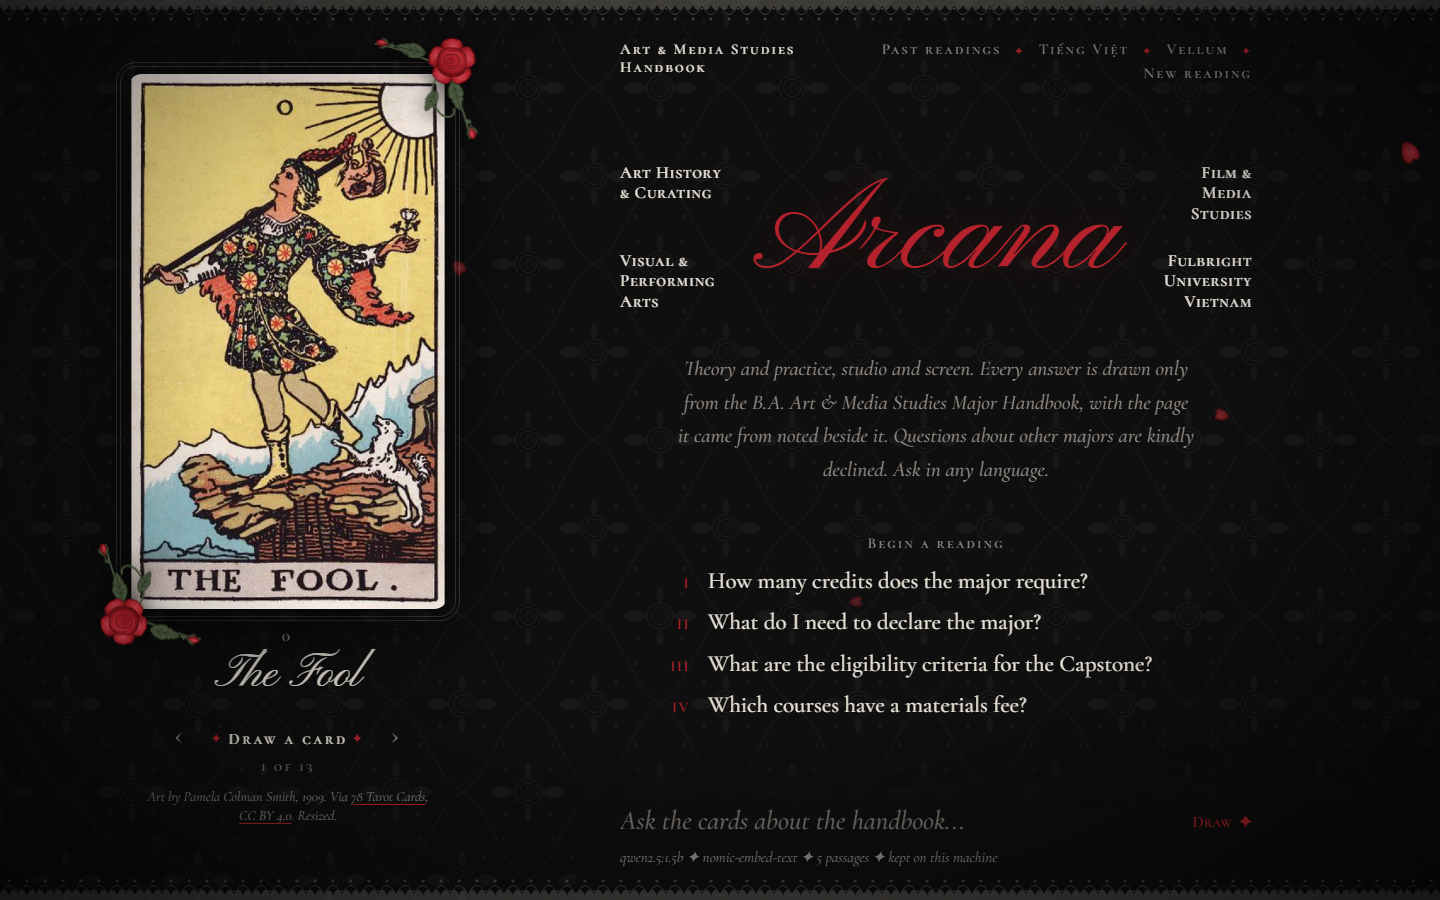 0
THE FOOL.
0
The Fool
‹ ✦ Draw a card ✦ ›
1 of 13
Art by Pamela Colman Smith, 1909. Via 78 Tarot Cards,
CC BY 4.0. Resized.
Art & Media Studies
Handbook
Past readings ✦ Tiếng Việt ✦ Vellum ✦
New reading
Art History
& Curating
Visual &
Performing
Arts
Arcana
Film &
Media
Studies
Fulbright
University
Vietnam
Theory and practice, studio and screen. Every answer is drawn only
from the B.A. Art & Media Studies Major Handbook, with the page
it came from noted beside it. Questions about other majors are kindly
declined. Ask in any language.
Begin a reading
I How many credits does the major require?
II What do I need to declare the major?
III What are the eligibility criteria for the Capstone?
IV Which courses have a materials fee?
Ask the cards about the handbook...
Draw ✦
qwen2.5:1.5b ✦ nomic-embed-text ✦ 5 passages ✦ kept on this machine